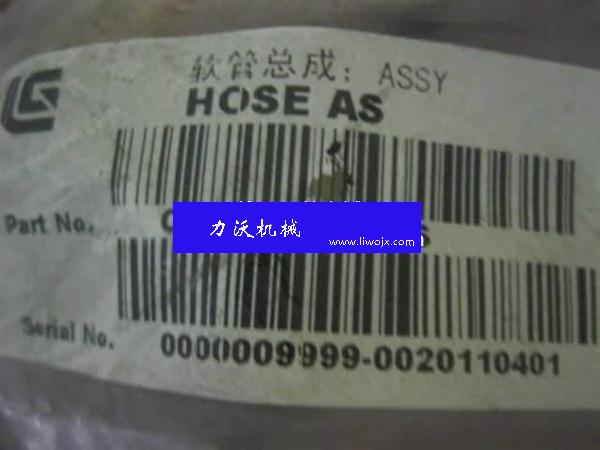 软管总成: ASSY
HOSE AS
Part No.
力沃机械
www.liwojx.com
Serial No. 0000009999-0020110401